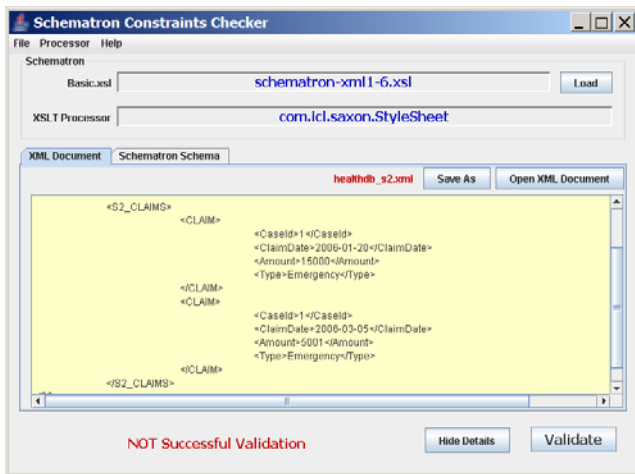 Schematron Constraints Checker
File Processor Help
Schematron
Basic.xsl schematron-xml1-6.xsl Load
XSLT Processor com.icl.saxon.StyleSheet
XML Document Schematron Schema
healthdb_s2.xml Save As Open XML Document
<S2_CLAIMS>
<CLAIM>
<CaseId>1</CaseId>
<ClaimDate>2006-01-20</ClaimDate>
<Amount>15000</Amount>
<Type>Emergency</Type>
</CLAIM>
<CLAIM>
<CaseId>1</CaseId>
<ClaimDate>2006-03-05</ClaimDate>
<Amount>5001</Amount>
<Type>Emergency</Type>
</CLAIM>
</S2_CLAIMS>
NOT Successful Validation Hide Details Validate